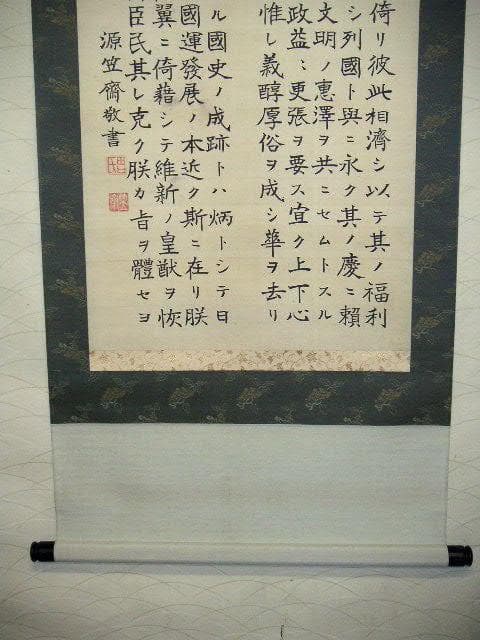 倚リ彼此相濟シ以テ其ノ福利
シ列國ト與ニ永ク其ノ慶ニ賴
文明ノ惠澤ヲ共ニセムトスル
政益〻更張ヲ要ス宜ク上下心
惟レ義醇厚俗ヲ成シ華ヲ去リ
ル國史ノ成跡トハ炳トシテ日
國運發展ノ本近ク斯ニ在リ朕
翼ニ倚藉シテ維新ノ皇猷ヲ恢
臣民其レ克ク朕カ旨ヲ體セヨ
源笠齋敬書